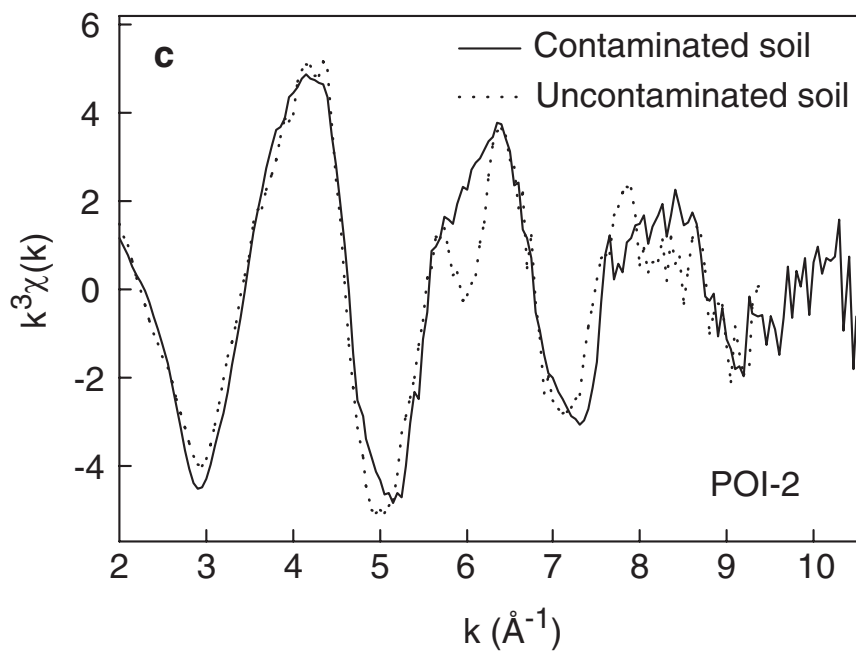 c
Contaminated soil
Uncontaminated soil
6
4
2
0
-2
-4
k³χ(k)
POI-2
2 3 4 5 6 7 8 9 10
k (Å⁻¹)